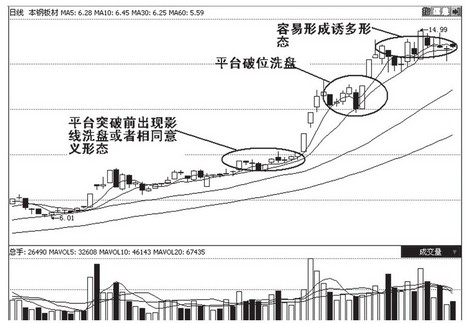 日线 本钢板材 MA5: 6.28 MA10: 6.45 MA30: 6.25 MA60: 5.59
容易形成诱多形
态
14.99
平台破位洗盘
平台突破前出现影
线洗盘或者相同意
义形态
6.01
总手: 26490 MAVOL5: 32608 MAVOL10: 46143 MAVOL20: 67435
成交量